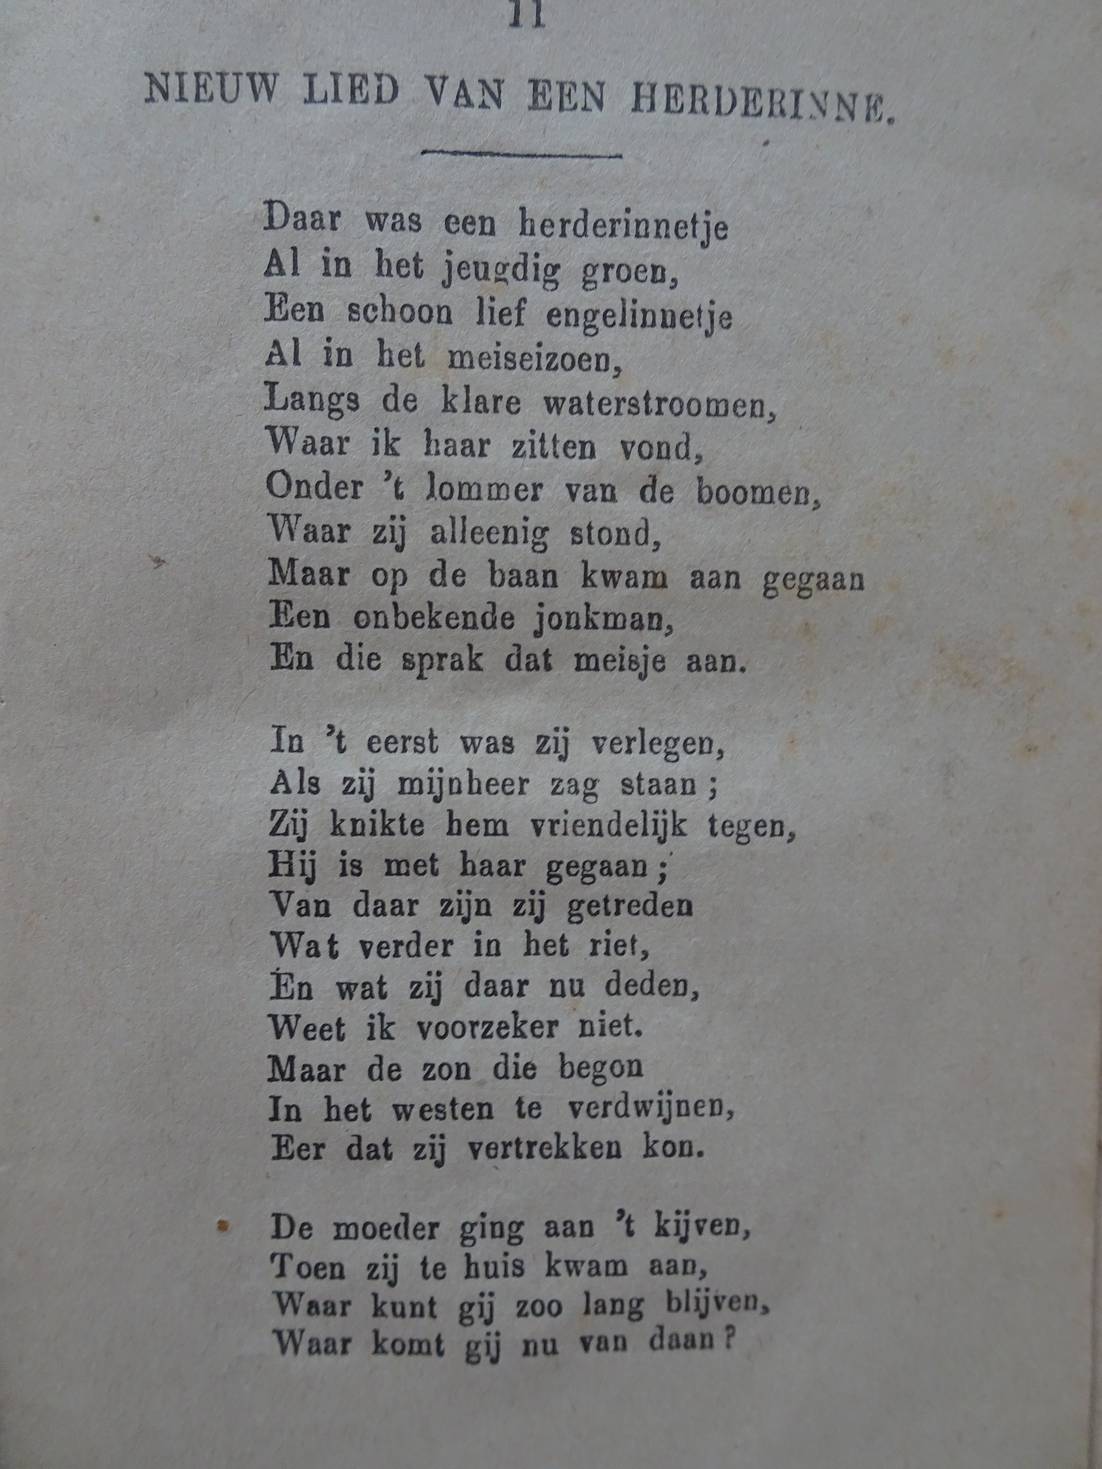 11
NIEUW LIED VAN EEN HERDERINNE.
Daar was een herderinnetje
Al in het jeugdig groen,
Een schoon lief engelinnetje
Al in het meiseizoen,
Langs de klare waterstroomen,
Waar ik haar zitten vond,
Onder 't lommer van de boomen,
Waar zij alleenig stond,
Maar op de baan kwam aan gegaan
Een onbekende jonkman,
En die sprak dat meisje aan.
In 't eerst was zij verlegen,
Als zij mijnheer zag staan ;
Zij knikte hem vriendelijk tegen,
Hij is met haar gegaan ;
Van daar zijn zij getreden
Wat verder in het riet,
En wat zij daar nu deden,
Weet ik voorzeker niet.
Maar de zon die begon
In het westen te verdwijnen,
Eer dat zij vertrekken kon.
De moeder ging aan 't kijven,
Toen zij te huis kwam aan,
Waar kunt gij zoo lang blijven,
Waar komt gij nu van daan ?